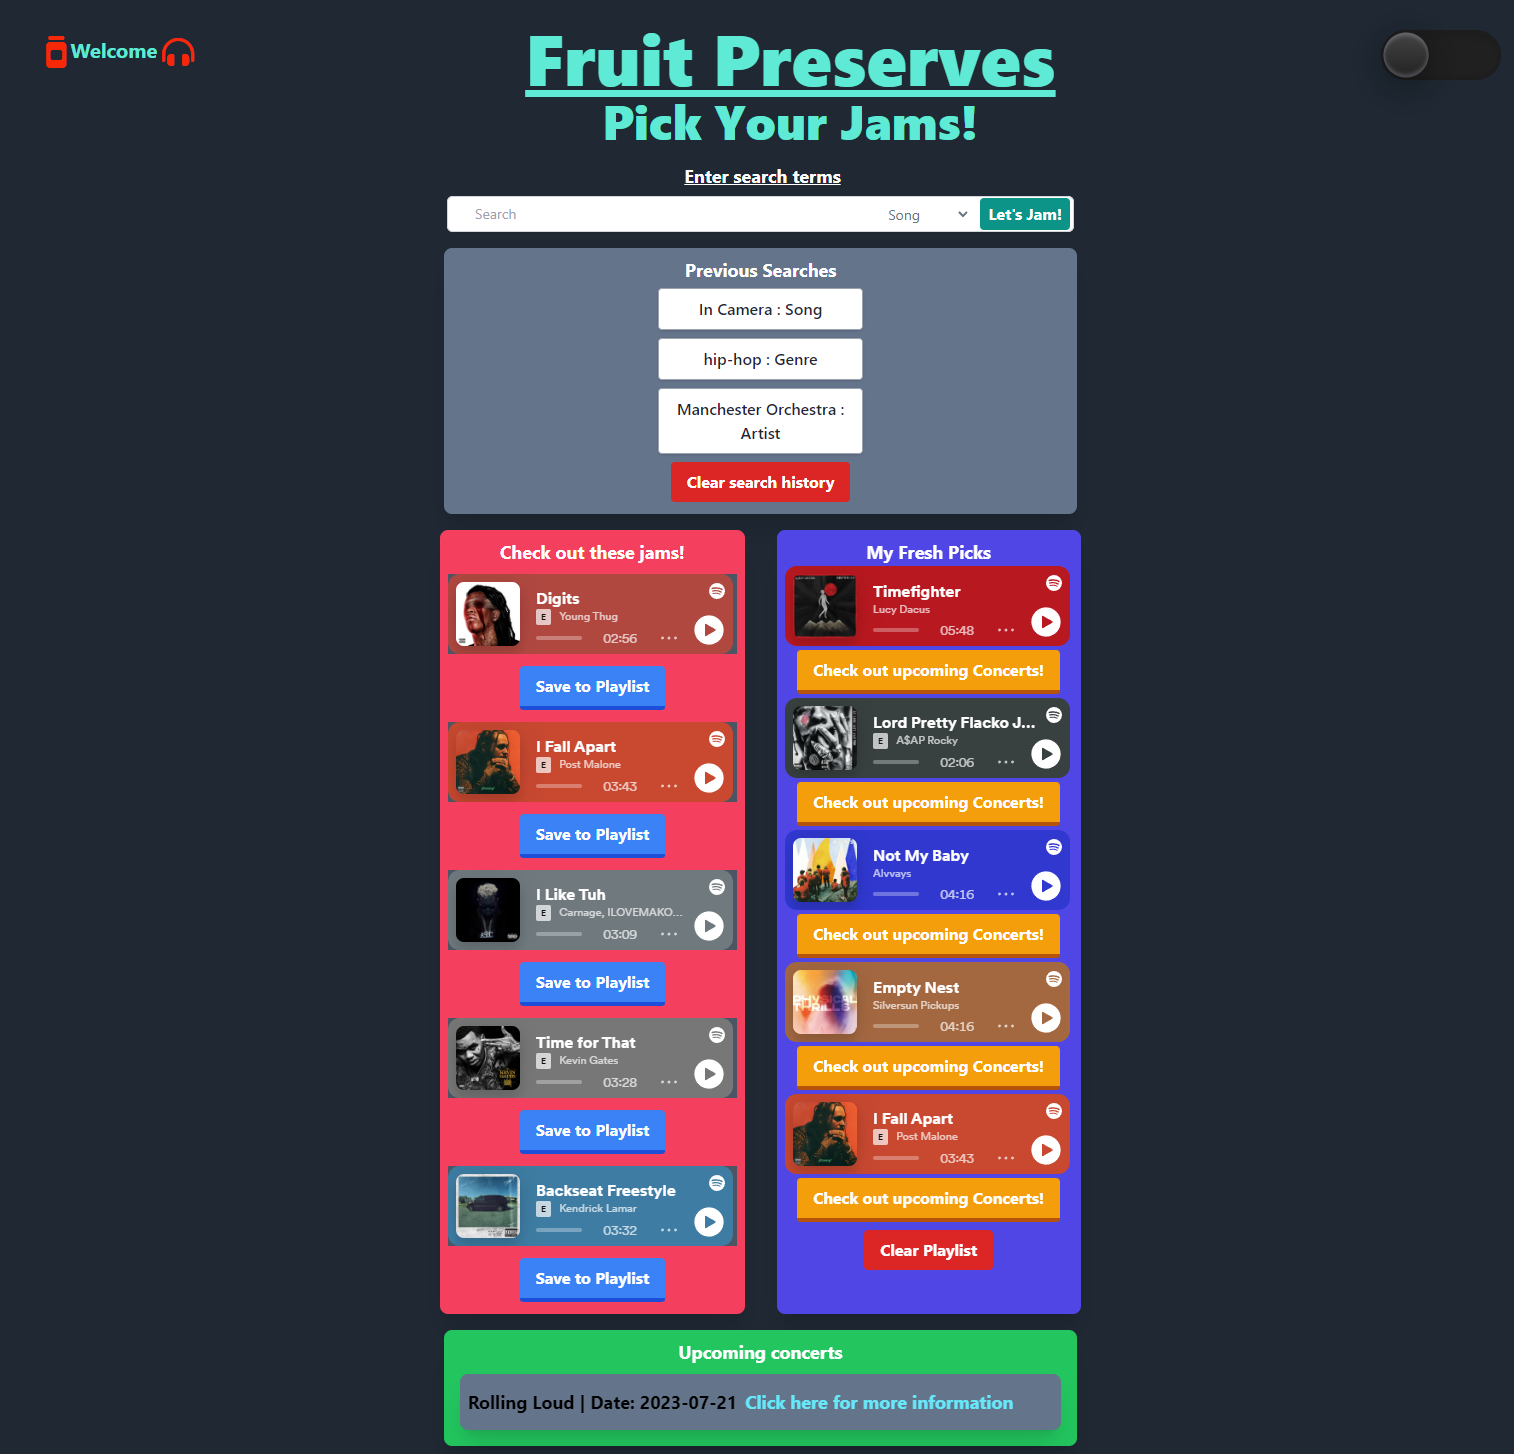 Welcome
Fruit Preserves
Pick Your Jams!
Enter search terms
Search
Song
Let's Jam!
Previous Searches
In Camera : Song
hip-hop : Genre
Manchester Orchestra :
Artist
Clear search history
Check out these jams!
Digits
E Young Thug
02:56
Save to Playlist
I Fall Apart
E Post Malone
03:43
Save to Playlist
I Like Tuh
E Carnage, ILOVEMAKO...
03:09
Save to Playlist
Time for That
E Kevin Gates
03:28
Save to Playlist
Backseat Freestyle
E Kendrick Lamar
03:32
Save to Playlist
My Fresh Picks
Timefighter
Lucy Dacus
05:48
Check out upcoming Concerts!
Lord Pretty Flacko J...
E A$AP Rocky
02:06
Check out upcoming Concerts!
Not My Baby
Alvvays
04:16
Check out upcoming Concerts!
PHYSICAL
THRILLS
Empty Nest
Silversun Pickups
04:16
Check out upcoming Concerts!
I Fall Apart
E Post Malone
03:43
Check out upcoming Concerts!
Clear Playlist
Upcoming concerts
Rolling Loud | Date: 2023-07-21 Click here for more information